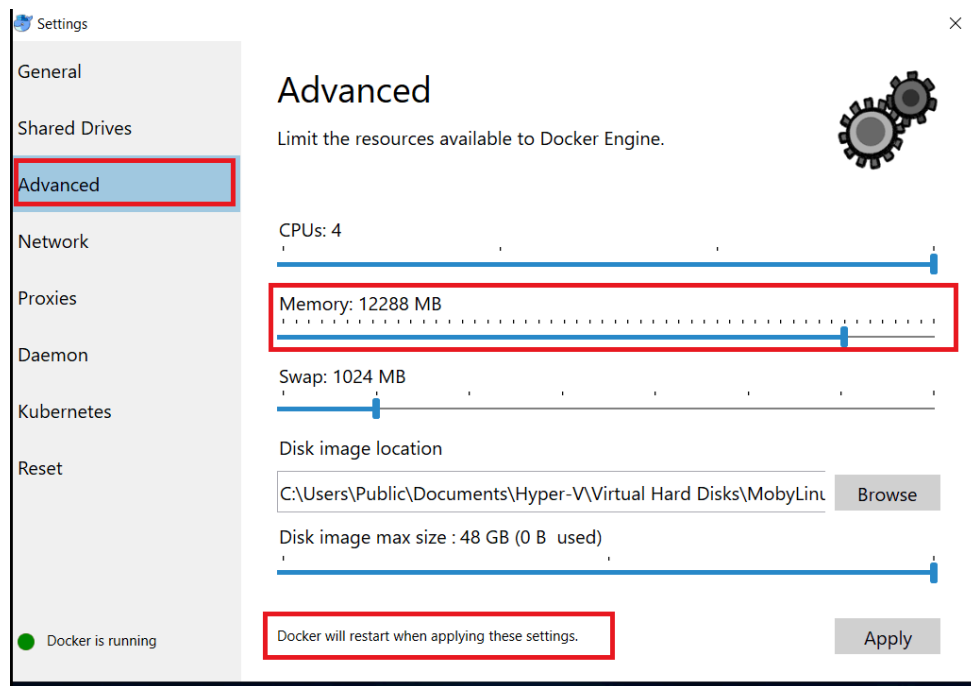 Settings
General
Shared Drives
Advanced
Network
Proxies
Daemon
Kubernetes
Reset
Docker is running
Advanced
Limit the resources available to Docker Engine.
CPUs: 4
Memory: 12288 MB
Swap: 1024 MB
Disk image location
C:\Users\Public\Documents\Hyper-V\Virtual Hard Disks\MobyLinu
Browse
Disk image max size : 48 GB (0 B  used)
Docker will restart when applying these settings.
Apply